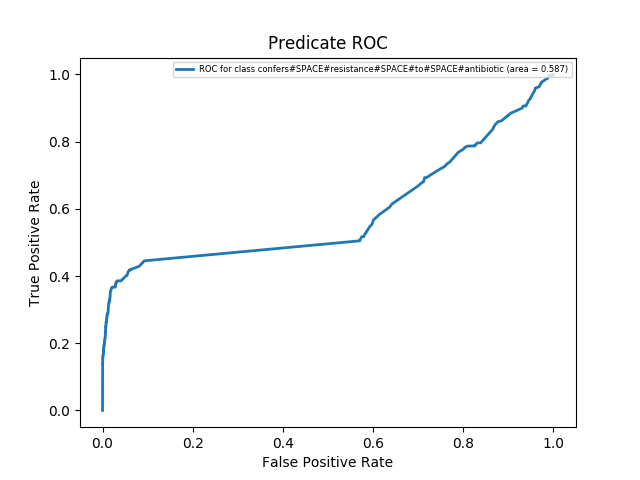 Predicate ROC
ROC for class confers#SPACE#resistance#SPACE#to#SPACE#antibiotic (area = 0.587)
1.0
0.8
0.6
0.4
0.2
0.0
True Positive Rate
0.0 0.2 0.4 0.6 0.8 1.0
False Positive Rate